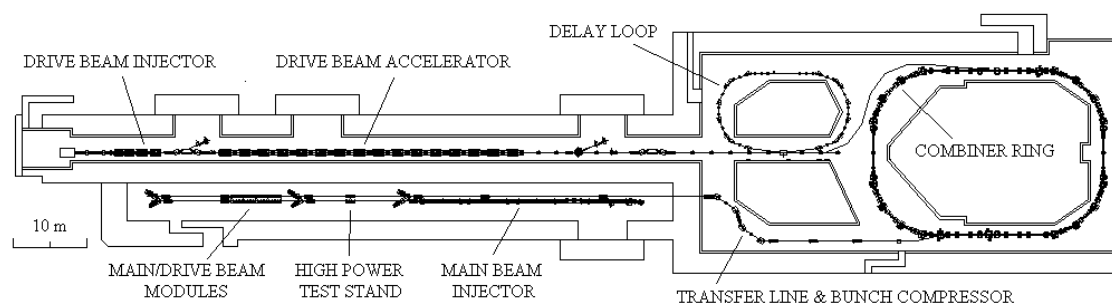 DELAY LOOP
DRIVE BEAM INJECTOR
DRIVE BEAM ACCELERATOR
COMBINER RING
10 m
MAIN/DRIVE BEAM
MODULES
HIGH POWER
TEST STAND
MAIN BEAM
INJECTOR
TRANSFER LINE & BUNCH COMPRESSOR